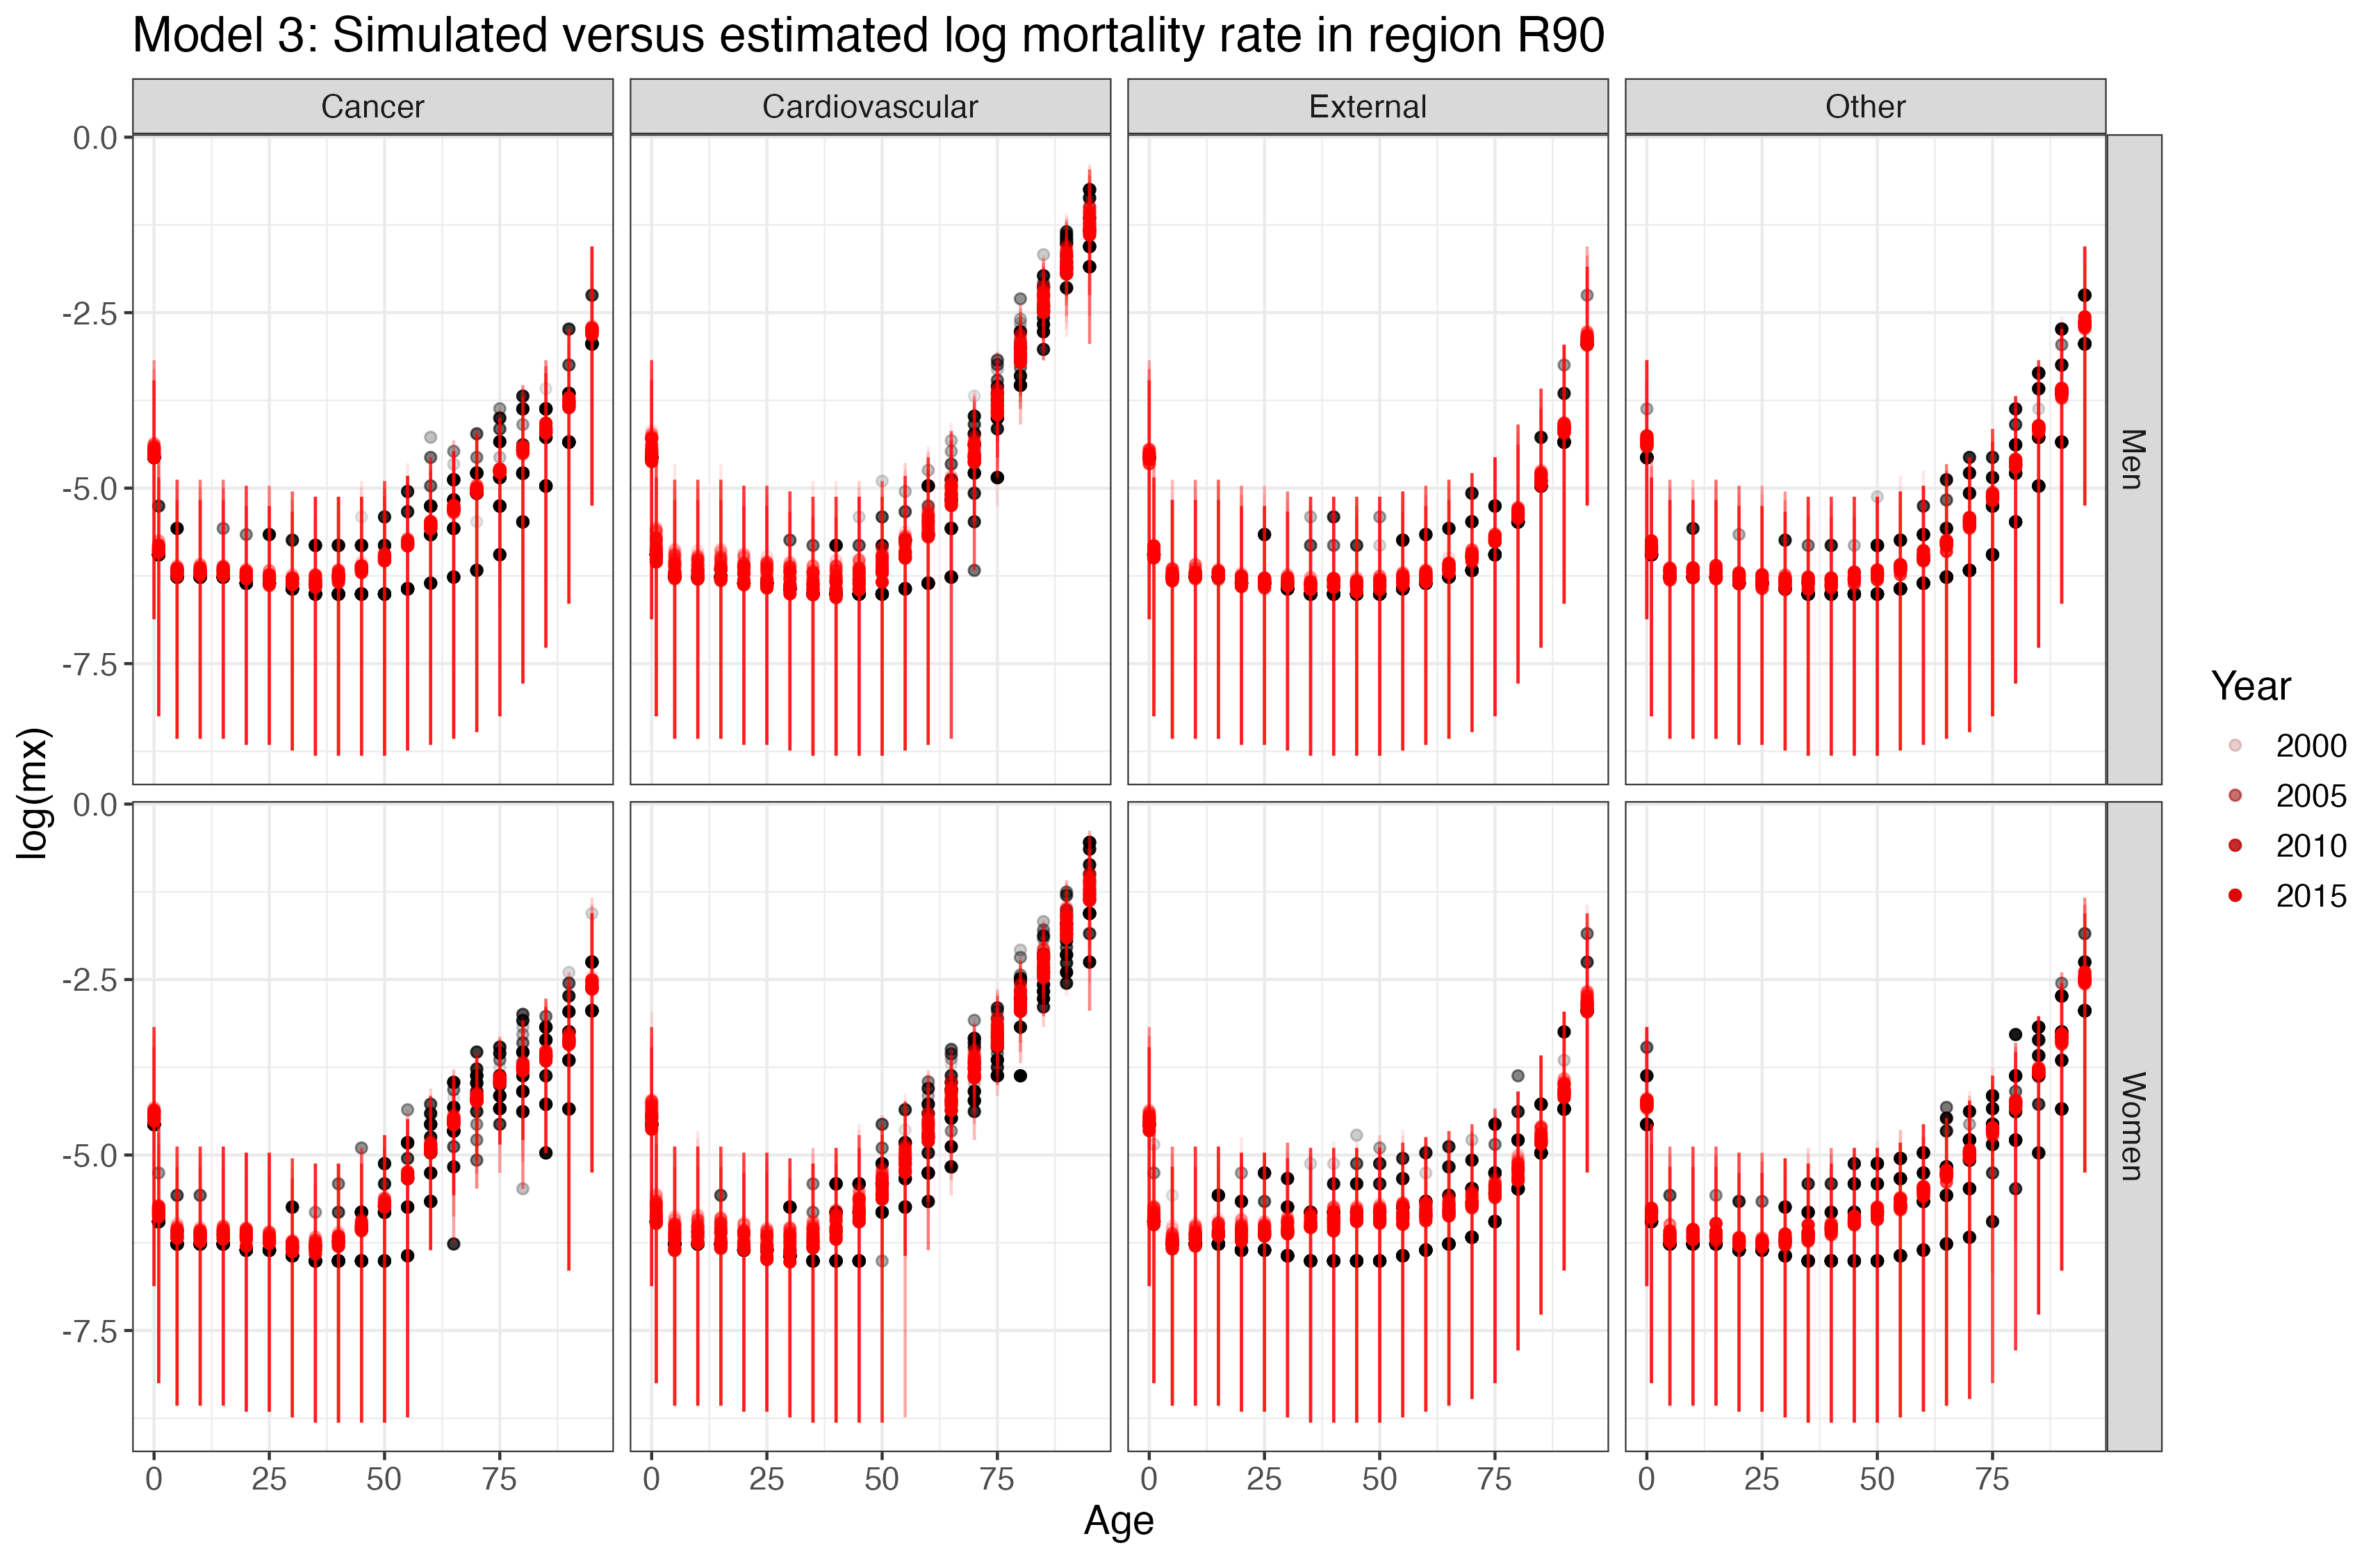 Model 3: Simulated versus estimated log mortality rate in region R90
Cancer
Cardiovascular
External
Other
0.0
-2.5
-5.0
-7.5
Men
0.0
-2.5
-5.0
-7.5
Women
log(mx)
0
25
50
75
0
25
50
75
0
25
50
75
0
25
50
75
Age
Year
2000
2005
2010
2015